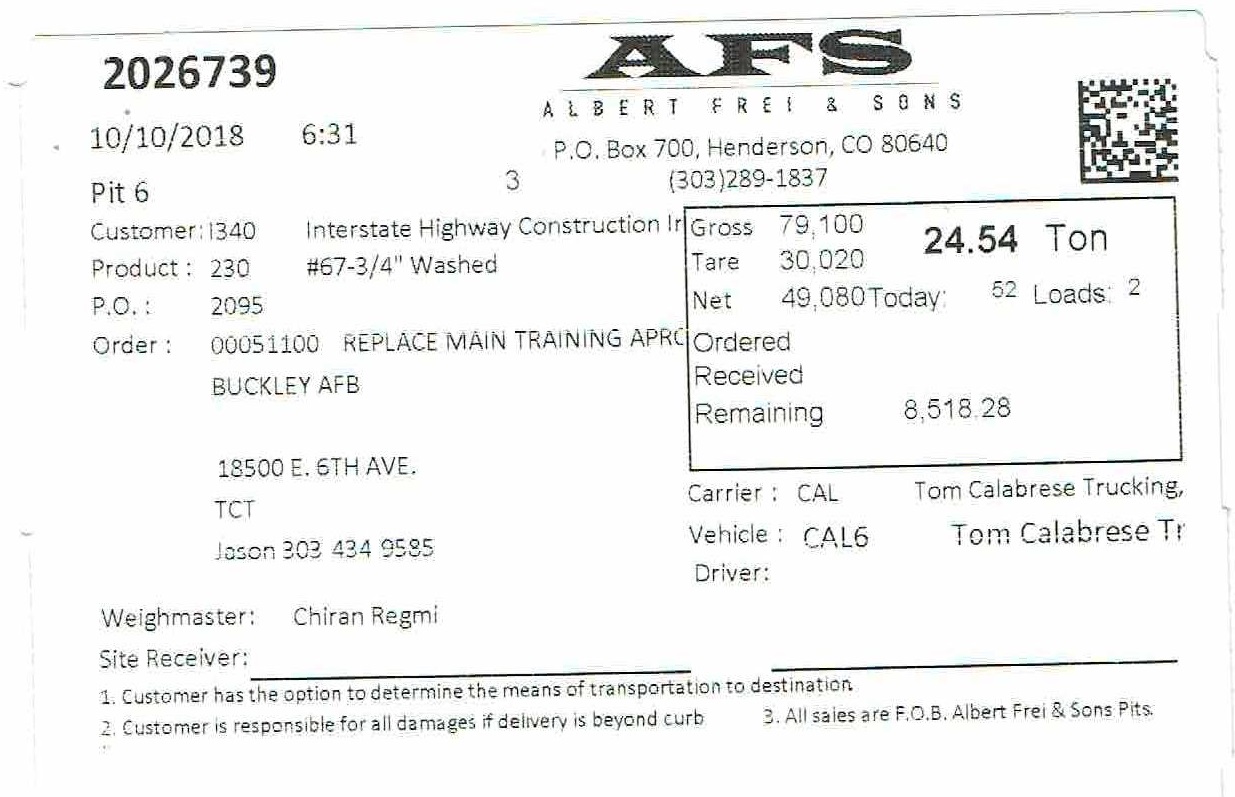 2026739
AFS
ALBERT FREI & SONS
10/10/2018 6:31
P.O. Box 700, Henderson, CO 80640
(303)289-1837
Pit 6 3
Customer: I340 Interstate Highway Construction Ir
Product : 230 #67-3/4" Washed
P.O. : 2095
Order : 00051100 REPLACE MAIN TRAINING APRO
BUCKLEY AFB
18500 E. 6TH AVE.
TCT
Jason 303 434 9585
Gross 79,100 24.54 Ton
Tare 30,020
Net 49,080 Today: 52 Loads: 2
Ordered
Received
Remaining 8,518.28
Carrier : CAL Tom Calabrese Trucking,
Vehicle : CAL6 Tom Calabrese Tr
Driver:
Weighmaster: Chiran Regmi
Site Receiver:
1. Customer has the option to determine the means of transportation to destination
2. Customer is responsible for all damages if delivery is beyond curb 3. All sales are F.O.B. Albert Frei & Sons Pits.